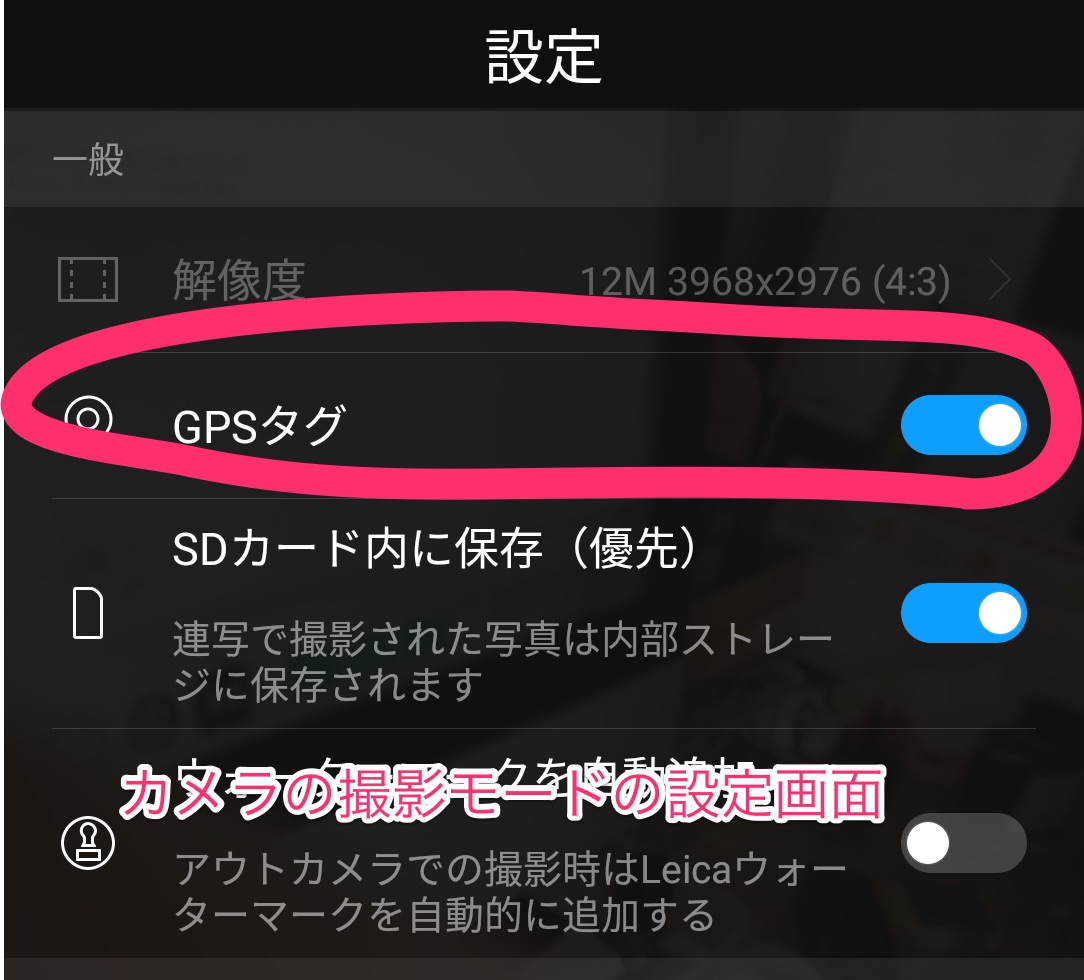 設定
一般
解像度
12M 3968x2976 (4:3)
GPSタグ
SDカード内に保存（優先）
連写で撮影された写真は内部ストレー
ジに保存されます
カメラの撮影モードの設定画面
アウトカメラでの撮影時はLeicaウォー
ターマークを自動的に追加する